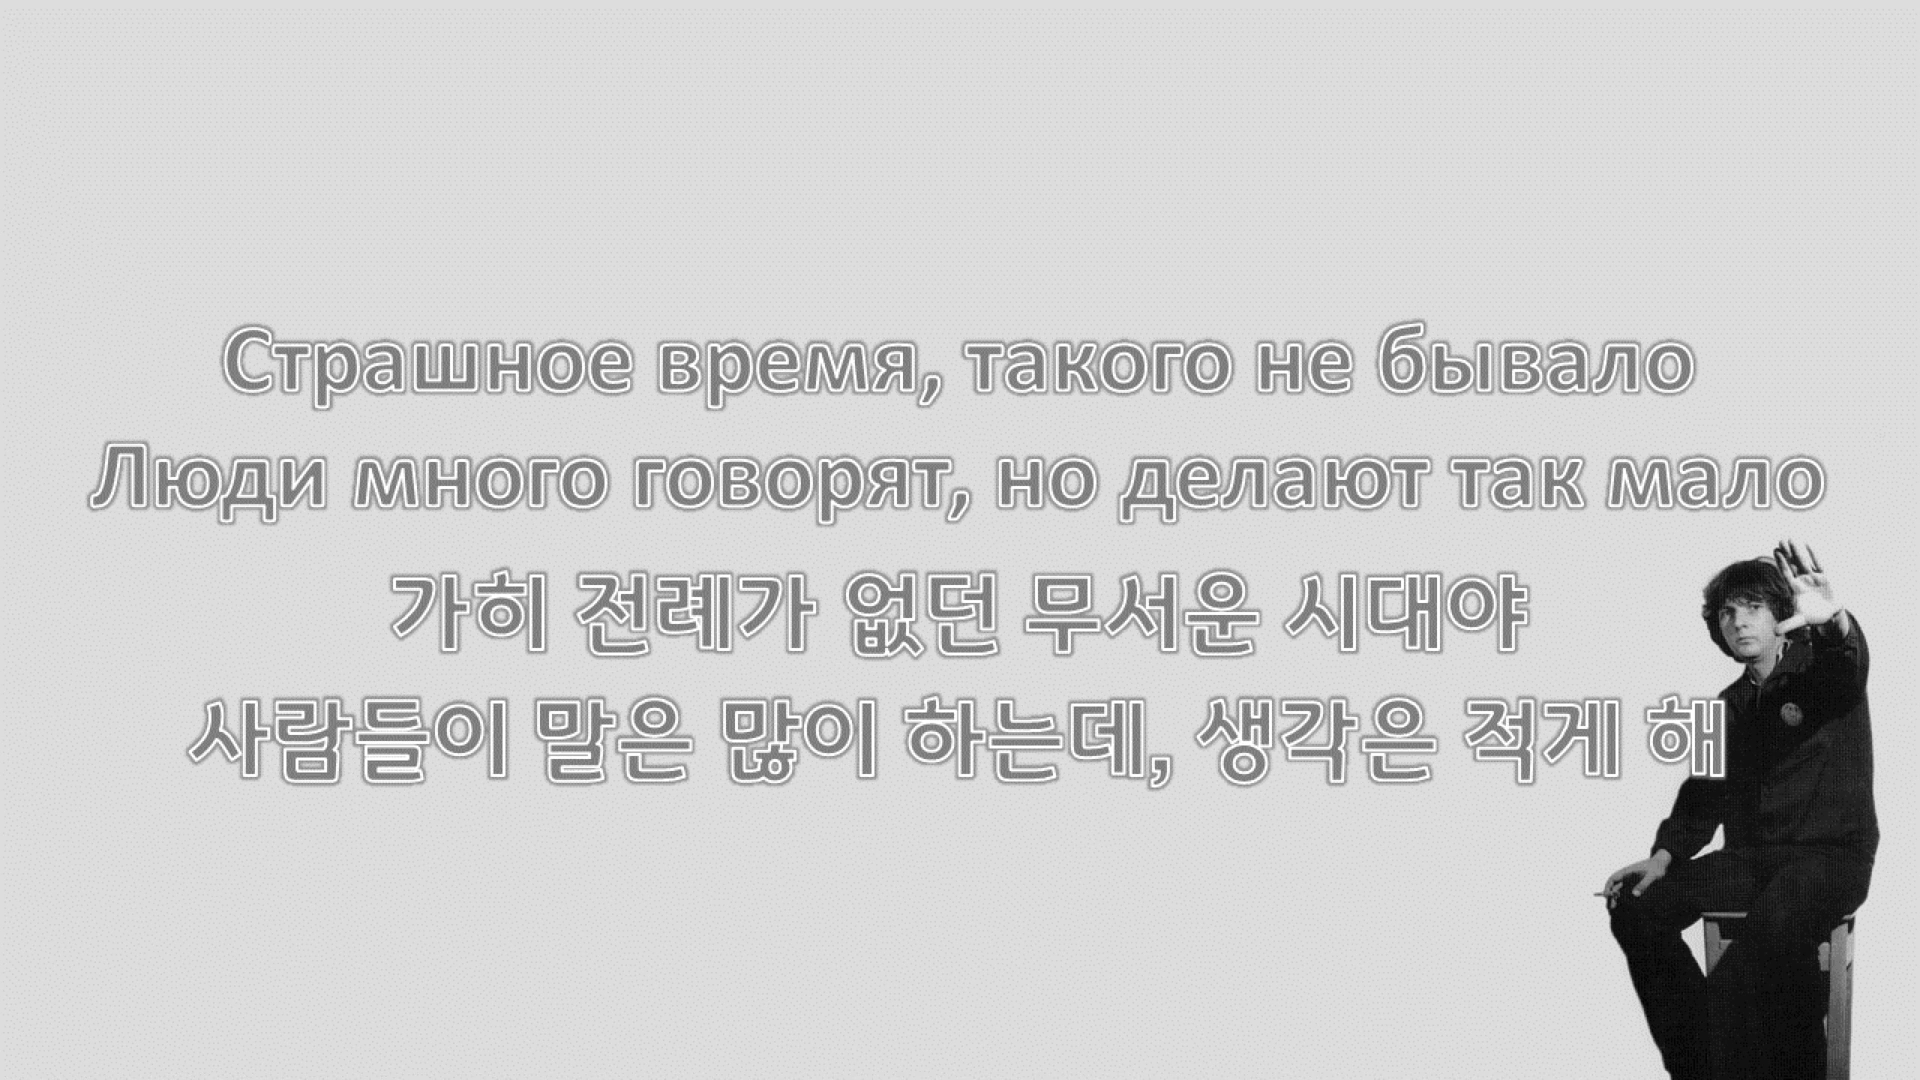 Страшное время, такого не бывало
Люди много говорят, но делают так мало
가히 전례가 없던 무서운 시대야
사람들이 말은 많이 하는데, 생각은 적게 해